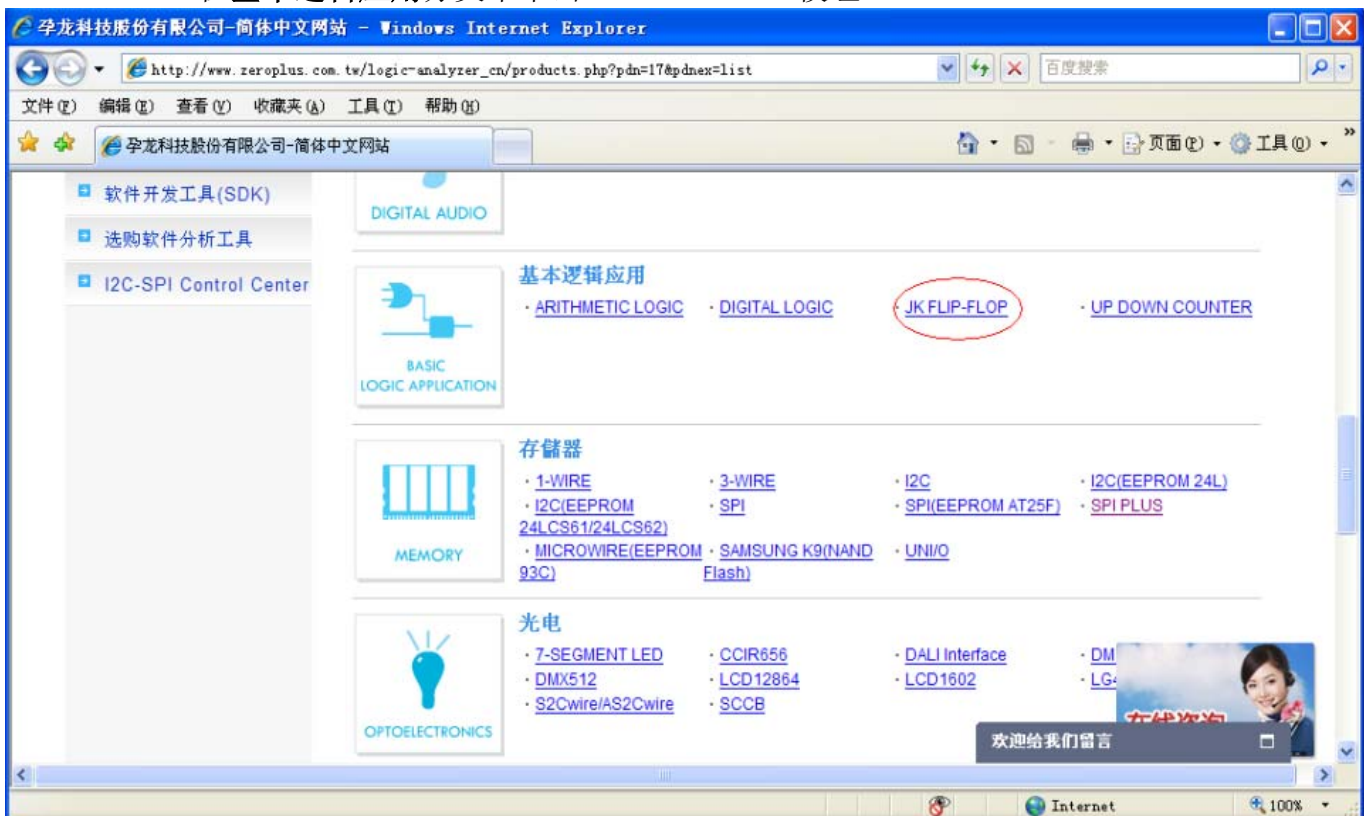 孕龙科技股份有限公司-简体中文网站 - Windows Internet Explorer
http://www.zeroplus.com.tw/logic-analyzer_cn/products.php?pdn=17&pdnex=list
百度搜索
文件(F) 编辑(E) 查看(V) 收藏夹(A) 工具(T) 帮助(H)
孕龙科技股份有限公司-简体中文网站
页面(P) 工具(O) »
软件开发工具(SDK)
选购软件分析工具
I2C-SPI Control Center
DIGITAL AUDIO
BASIC
LOGIC APPLICATION
基本逻辑应用
· ARITHMETIC LOGIC · DIGITAL LOGIC · JK FLIP-FLOP · UP DOWN COUNTER
MEMORY
存儲器
· 1-WIRE · 3-WIRE · I2C · I2C(EEPROM 24L)
· I2C(EEPROM · SPI · SPI(EEPROM AT25F) · SPI PLUS
24LCS61/24LCS62)
· MICROWIRE(EEPROM · SAMSUNG K9(NAND · UNI/O
93C) Flash)
OPTOELECTRONICS
光电
· 7-SEGMENT LED · CCIR656 · DALI Interface · DM
· DMX512 · LCD12864 · LCD1602 · LG4
· S2Cwire/AS2Cwire · SCCB
在线咨询
欢迎给我们留言
Internet 100%